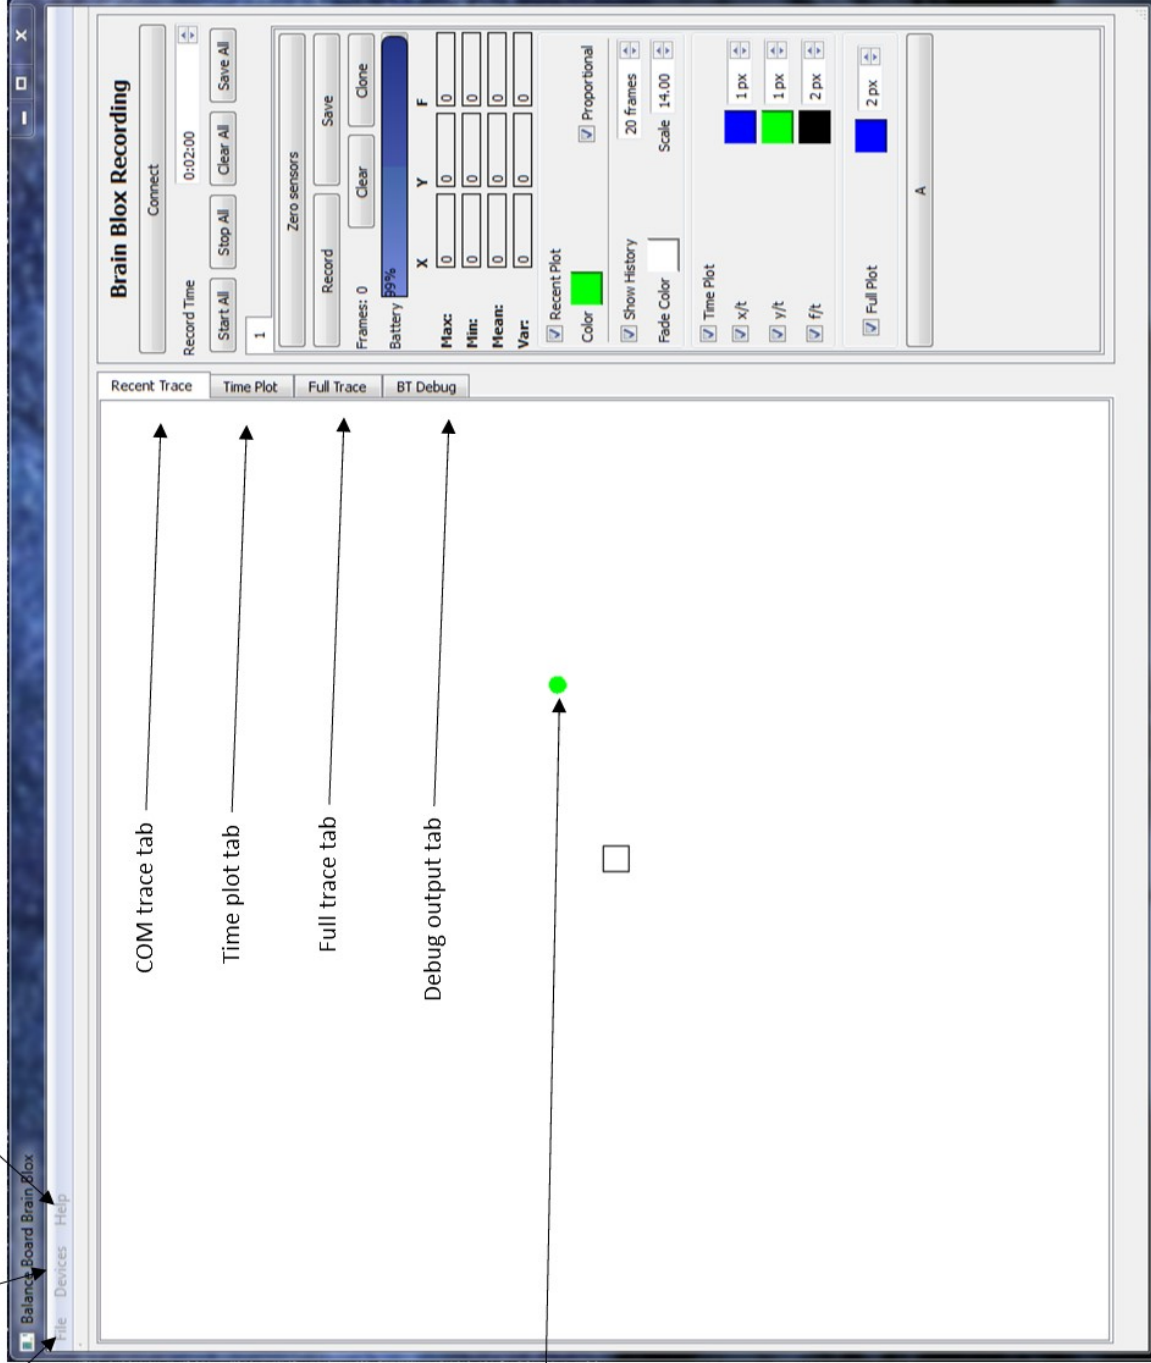 Balance Board Brain Blox
File Devices Help
COM trace tab
Time plot tab
Full trace tab
Debug output tab
Recent Trace
Time Plot
Full Trace
BT Debug
Brain Blox Recording
Connect
Record Time 0:02:00
Start All Stop All Clear All Save All
1
Zero sensors
Record Save
Frames: 0 Clear Clone
Battery 99%
X Y F
Max: 0 0 0
Min: 0 0 0
Mean: 0 0 0
Var: 0 0 0
Recent Plot
Color Proportional
Show History 20 frames
Fade Color Scale 14.00
Time Plot
x/t 1 px
y/t 1 px
f/t 2 px
Full Plot 2 px
A